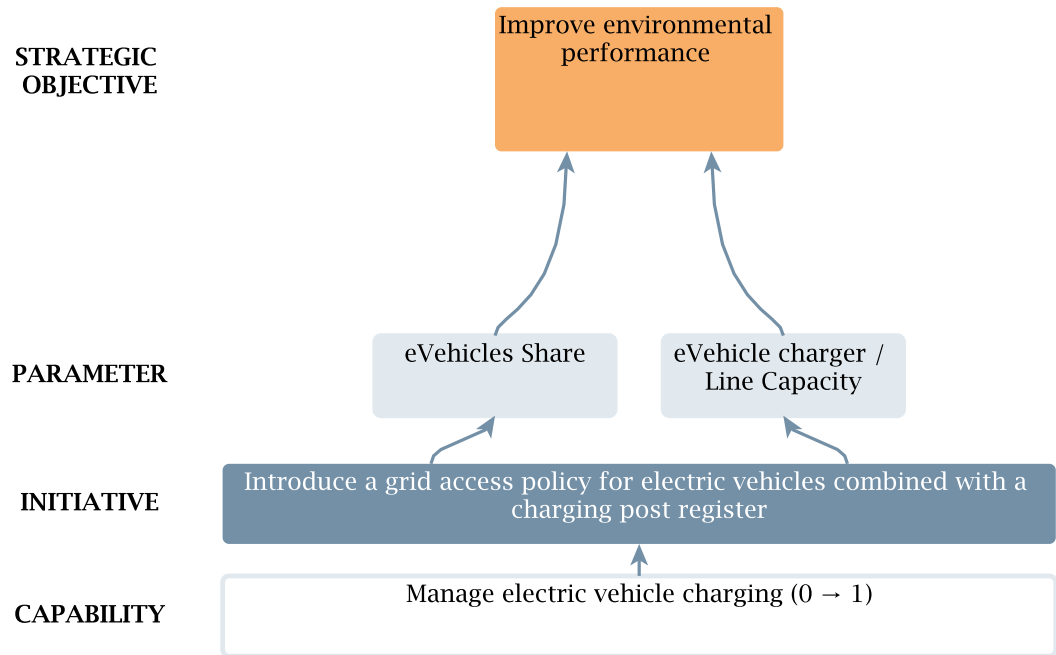 STRATEGIC
OBJECTIVE
Improve environmental
performance
PARAMETER
eVehicles Share
eVehicle charger /
Line Capacity
INITIATIVE
Introduce a grid access policy for electric vehicles combined with a
charging post register
CAPABILITY
Manage electric vehicle charging (0 → 1)